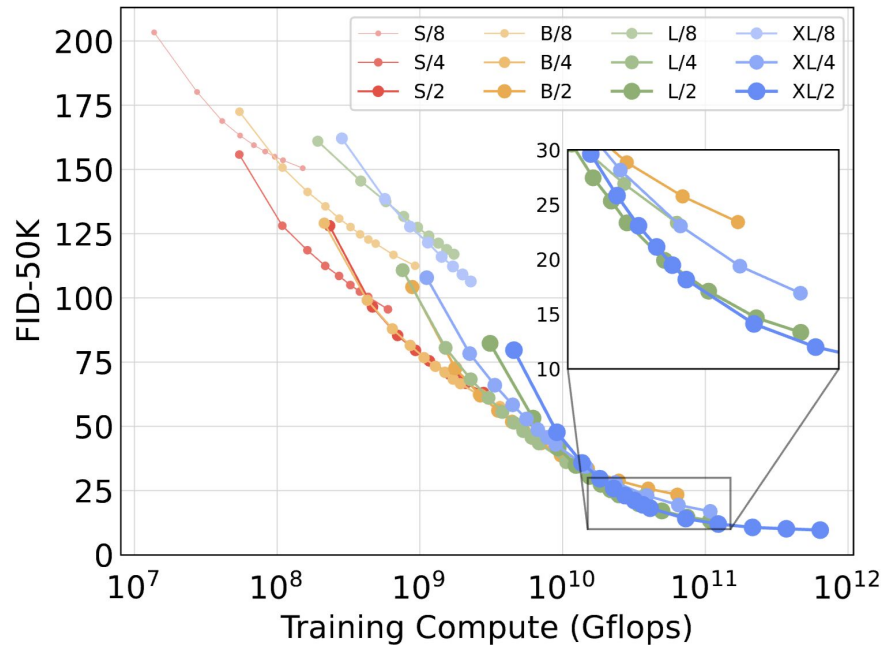 200
175
150
125
100
75
50
25
0
FID-50K
S/8 B/8 L/8 XL/8
S/4 B/4 L/4 XL/4
S/2 B/2 L/2 XL/2
30
25
20
15
10
10⁷ 10⁸ 10⁹ 10¹⁰ 10¹¹ 10¹²
Training Compute (Gflops)